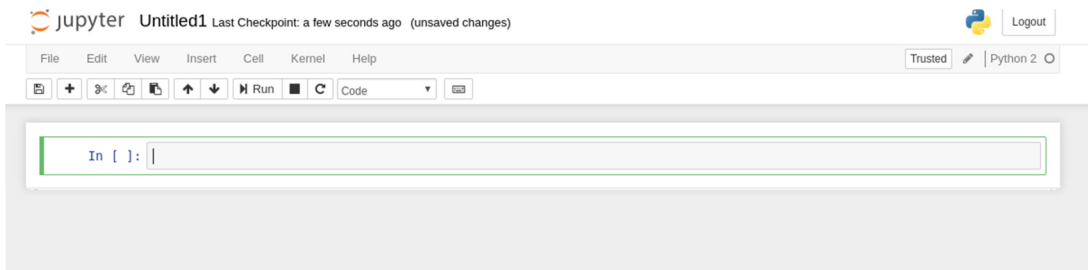 jupyter Untitled1 Last Checkpoint: a few seconds ago (unsaved changes) Logout
File Edit View Insert Cell Kernel Help Trusted Python 2
Run Code
In [ ]: